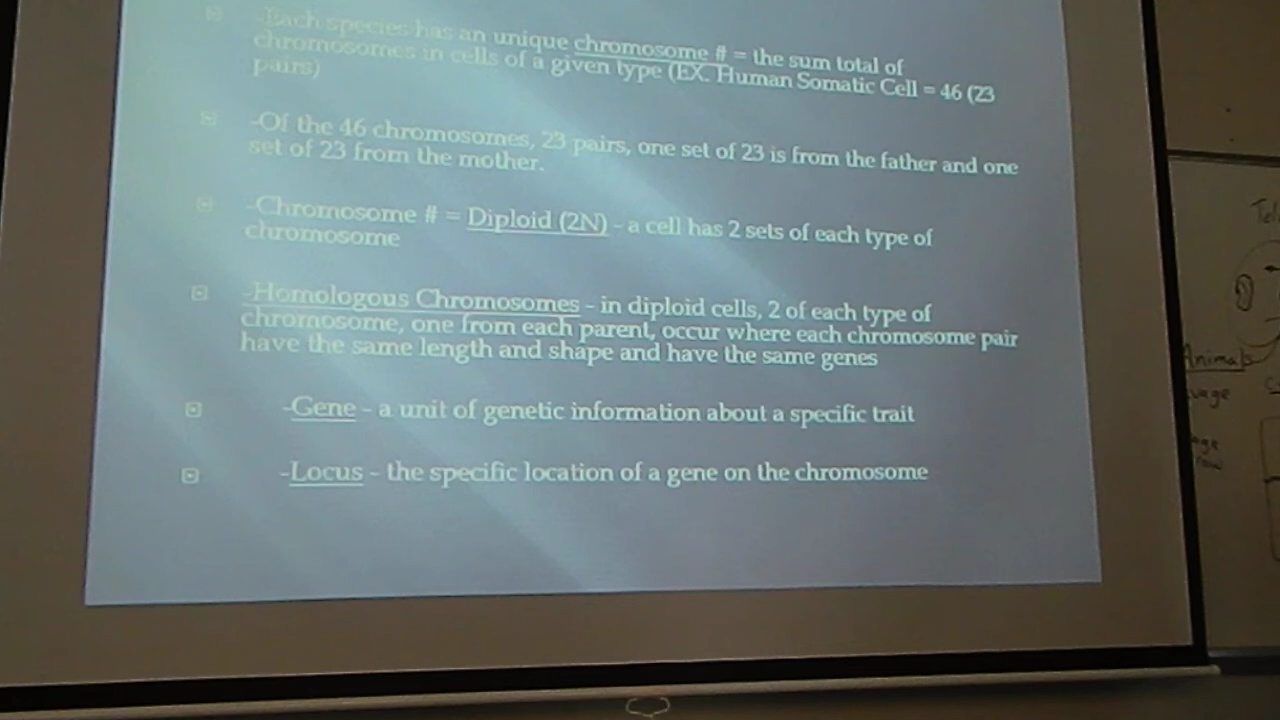 -Each species has an unique chromosome # = the sum total of
chromosomes in cells of a given type (EX. Human Somatic Cell = 46 (23
pairs)
-Of the 46 chromosomes, 23 pairs, one set of 23 is from the father and one
set of 23 from the mother.
-Chromosome # = Diploid (2N) - a cell has 2 sets of each type of
chromosome
-Homologous Chromosomes - in diploid cells, 2 of each type of
chromosome, one from each parent, occur where each chromosome pair
have the same length and shape and have the same genes
-Gene - a unit of genetic information about a specific trait
-Locus - the specific location of a gene on the chromosome
Animals